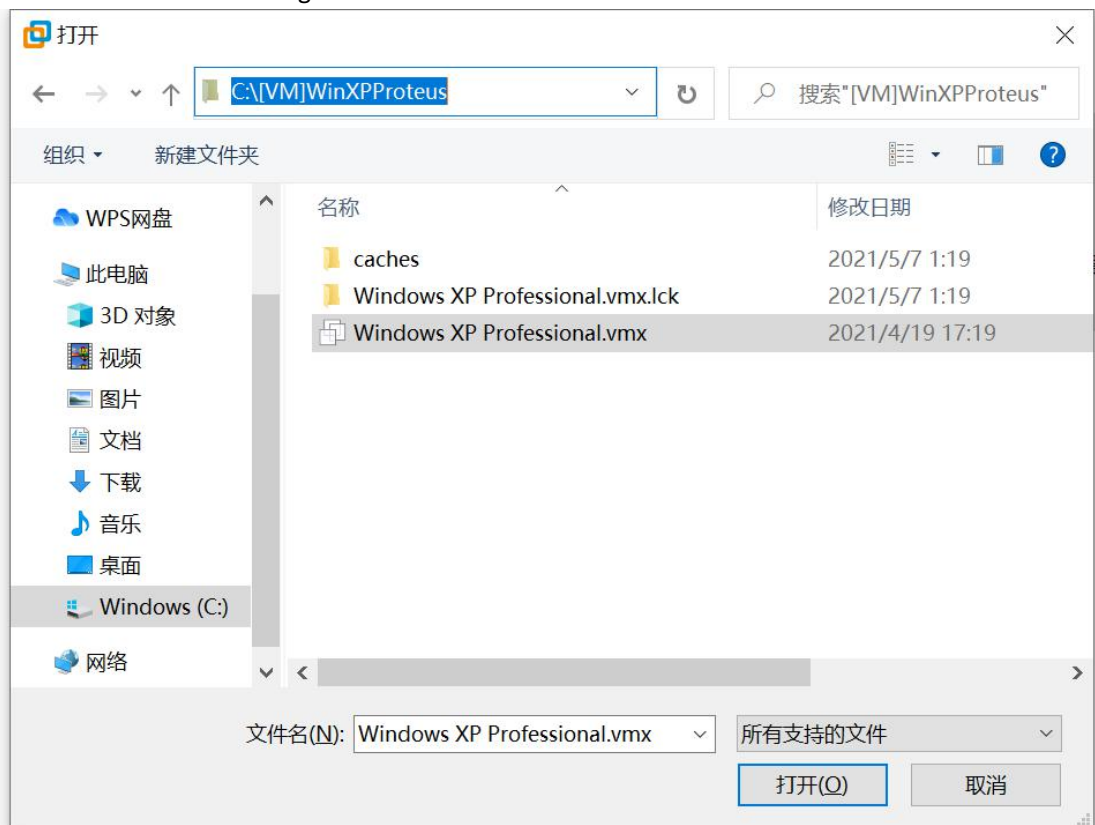 打开
C:\[VM]WinXPProteus
搜索"[VM]WinXPProteus"
组织
新建文件夹
WPS网盘
此电脑
3D 对象
视频
图片
文档
下载
音乐
桌面
Windows (C:)
网络
名称 修改日期
caches 2021/5/7 1:19
Windows XP Professional.vmx.lck 2021/5/7 1:19
Windows XP Professional.vmx 2021/4/19 17:19
文件名(N): Windows XP Professional.vmx 所有支持的文件
打开(O) 取消